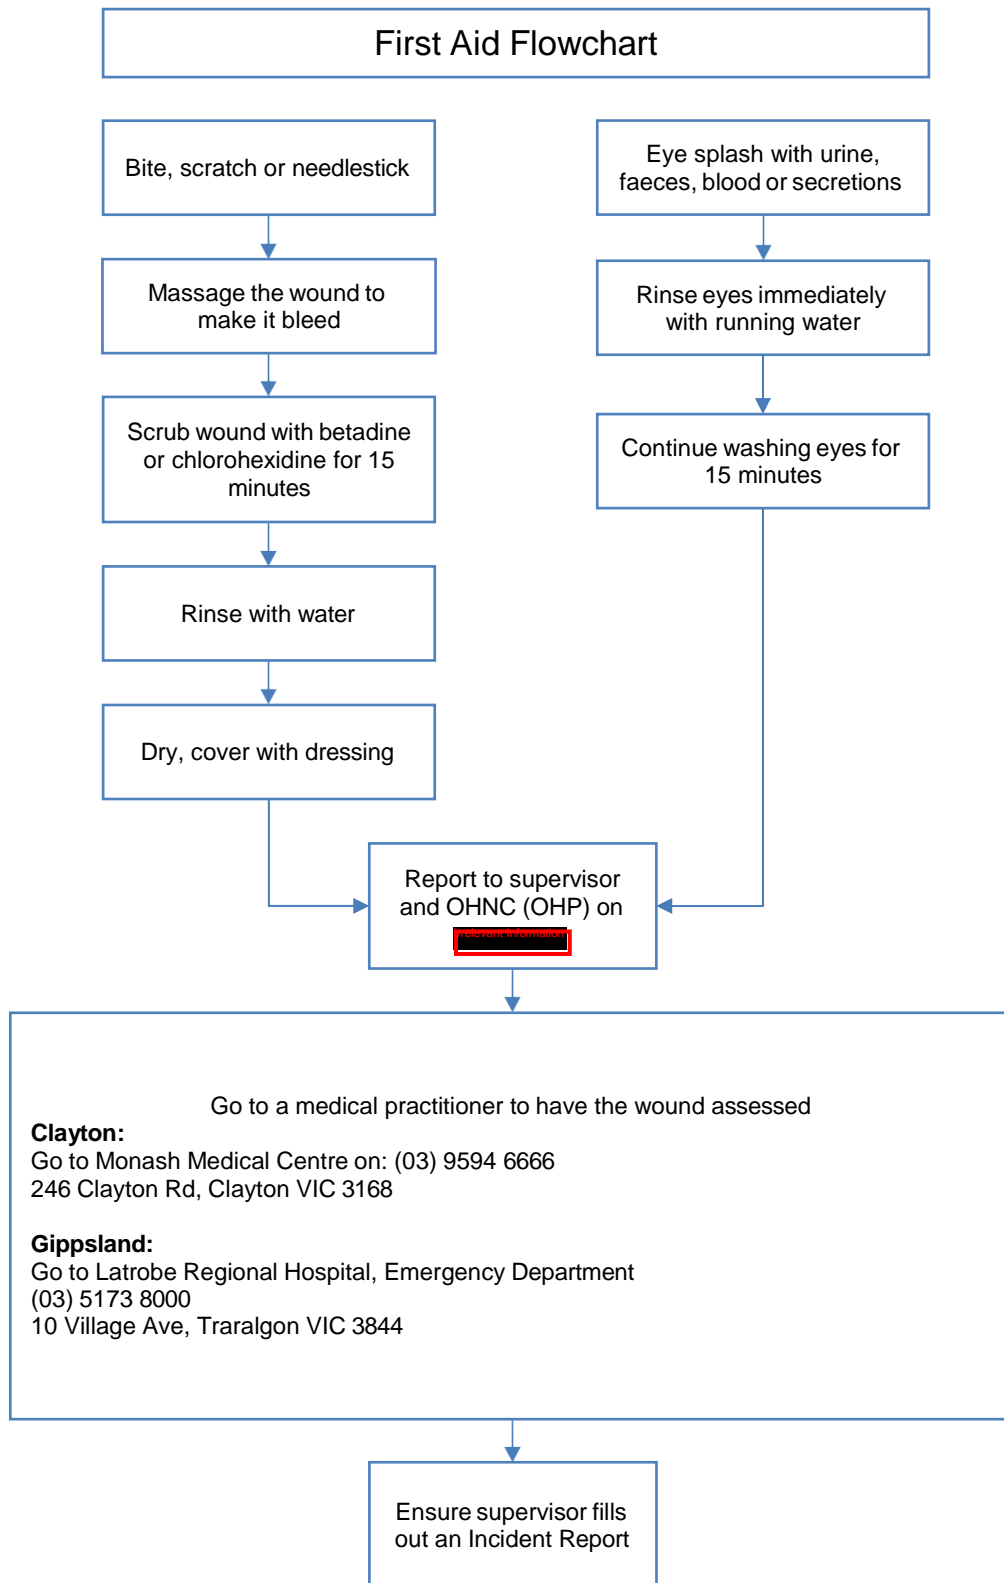 First Aid Flowchart
Bite, scratch or needlestick
Massage the wound to
make it bleed
Scrub wound with betadine
or chlorohexidine for 15
minutes
Rinse with water
Dry, cover with dressing
Eye splash with urine,
faeces, blood or secretions
Rinse eyes immediately
with running water
Continue washing eyes for
15 minutes
Report to supervisor
and OHNC (OHP) on
Go to a medical practitioner to have the wound assessed
Clayton:
Go to Monash Medical Centre on: (03) 9594 6666
246 Clayton Rd, Clayton VIC 3168
Gippsland:
Go to Latrobe Regional Hospital, Emergency Department
(03) 5173 8000
10 Village Ave, Traralgon VIC 3844
Ensure supervisor fills
out an Incident Report